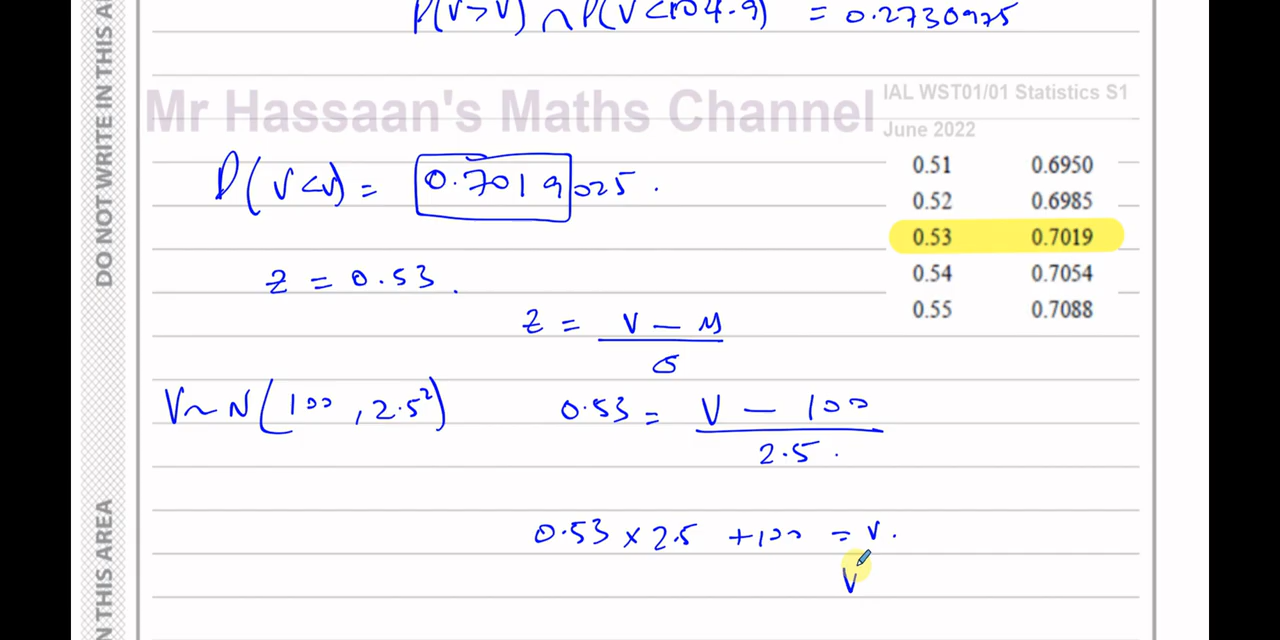 P(V>v) ∩ P(V<104.9) = 0.2730975
Mr Hassaan's Maths Channel
IAL WST01/01 Statistics S1
June 2022
P(V<v) = 0.7019025.
0.51 0.6950
0.52 0.6985
0.53 0.7019
0.54 0.7054
0.55 0.7088
z = 0.53.
z = (v − μ)/σ
V~N(100, 2.5²)
0.53 = (v − 100)/2.5.
0.53 × 2.5 + 100 = v.
v
DO NOT WRITE IN THIS A
N THIS AREA